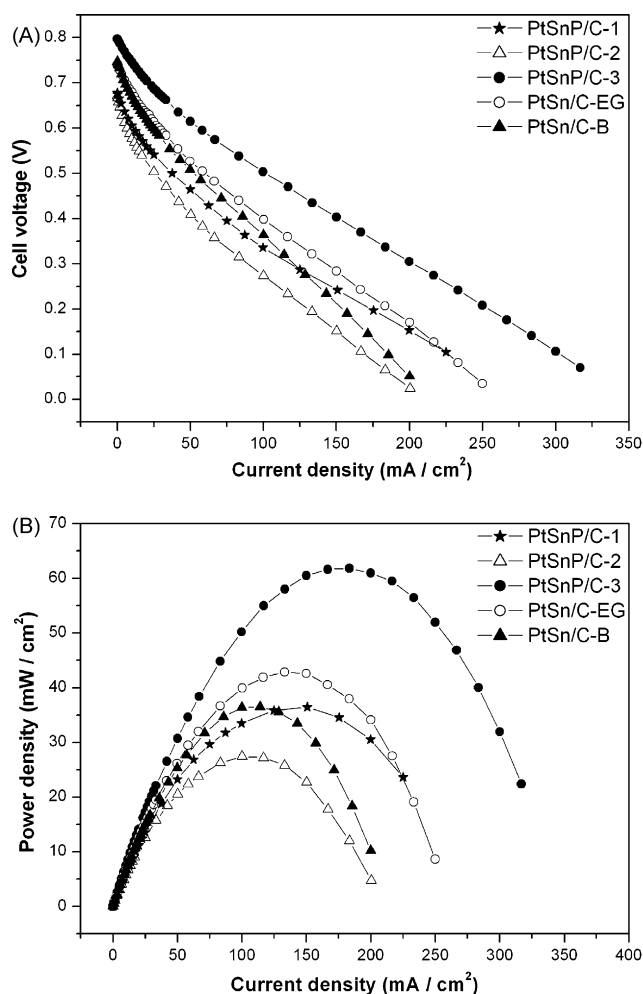 (A)
0.8
0.7
0.6
0.5
0.4
0.3
0.2
0.1
0.0
Cell voltage (V)
PtSnP/C-1
PtSnP/C-2
PtSnP/C-3
PtSn/C-EG
PtSn/C-B
0 50 100 150 200 250 300 350
Current density (mA / cm²)
(B)
70
60
50
40
30
20
10
0
Power density (mW / cm²)
PtSnP/C-1
PtSnP/C-2
PtSnP/C-3
PtSn/C-EG
PtSn/C-B
0 50 100 150 200 250 300 350 400
Current density (mA / cm²)